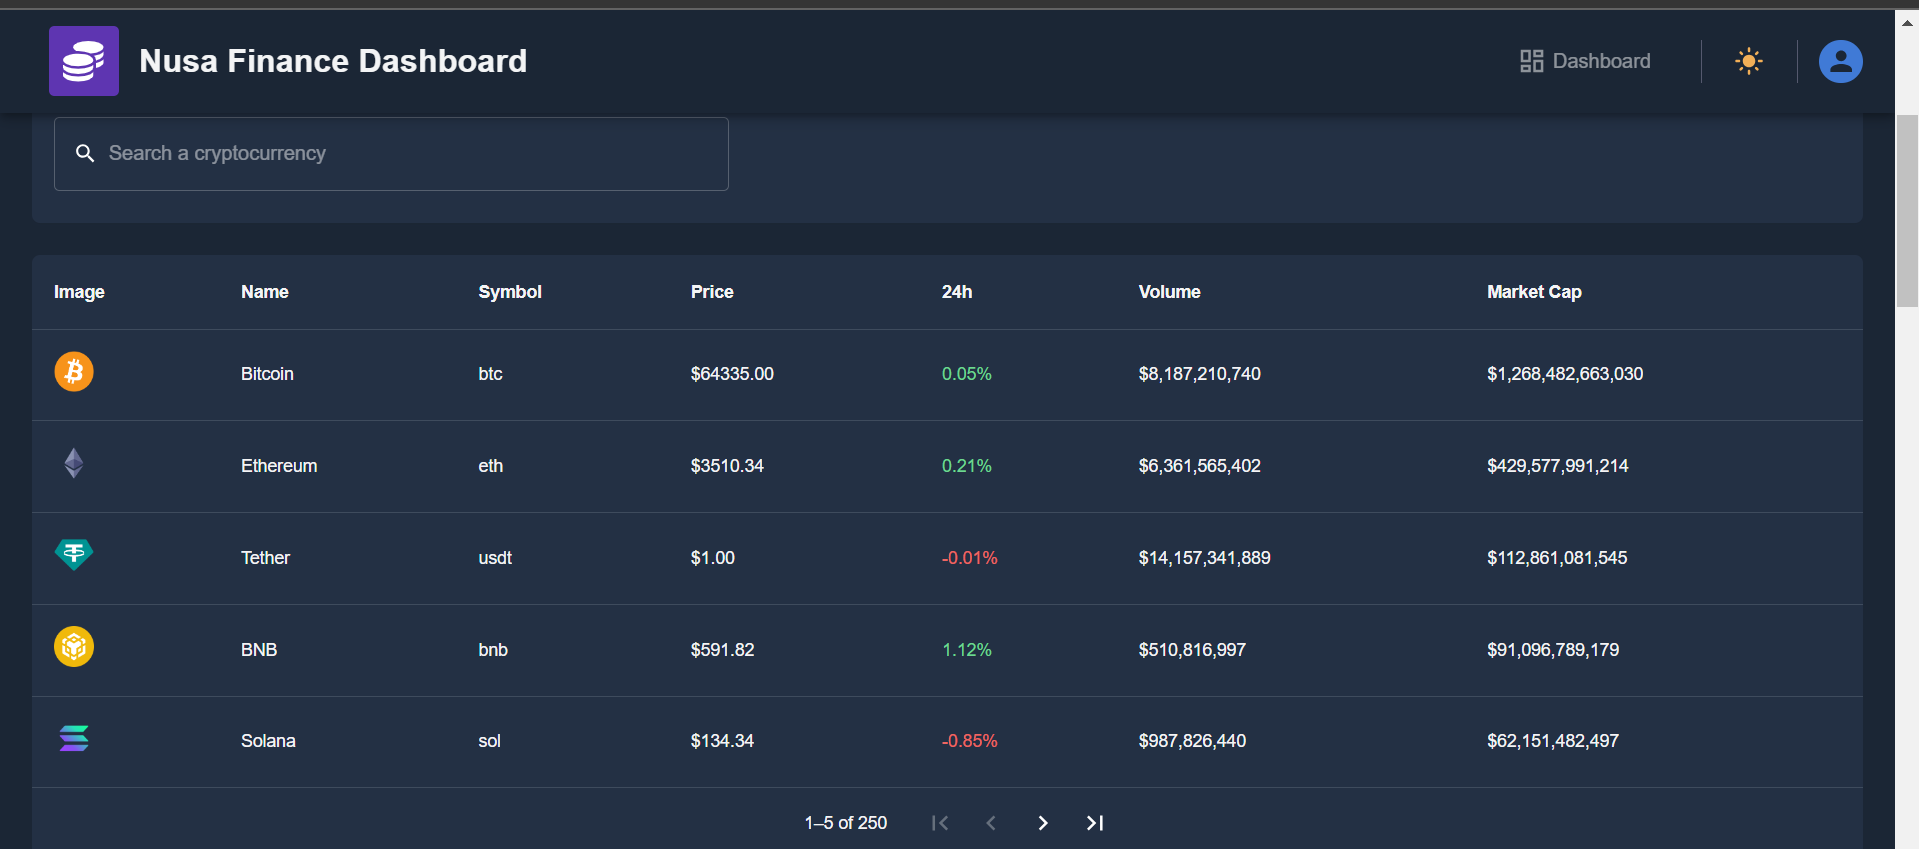 Nusa Finance Dashboard Dashboard
Search a cryptocurrency
Image Name Symbol Price 24h Volume Market Cap
Bitcoin btc $64335.00 0.05% $8,187,210,740 $1,268,482,663,030
Ethereum eth $3510.34 0.21% $6,361,565,402 $429,577,991,214
Tether usdt $1.00 -0.01% $14,157,341,889 $112,861,081,545
BNB bnb $591.82 1.12% $510,816,997 $91,096,789,179
Solana sol $134.34 -0.85% $987,826,440 $62,151,482,497
1–5 of 250